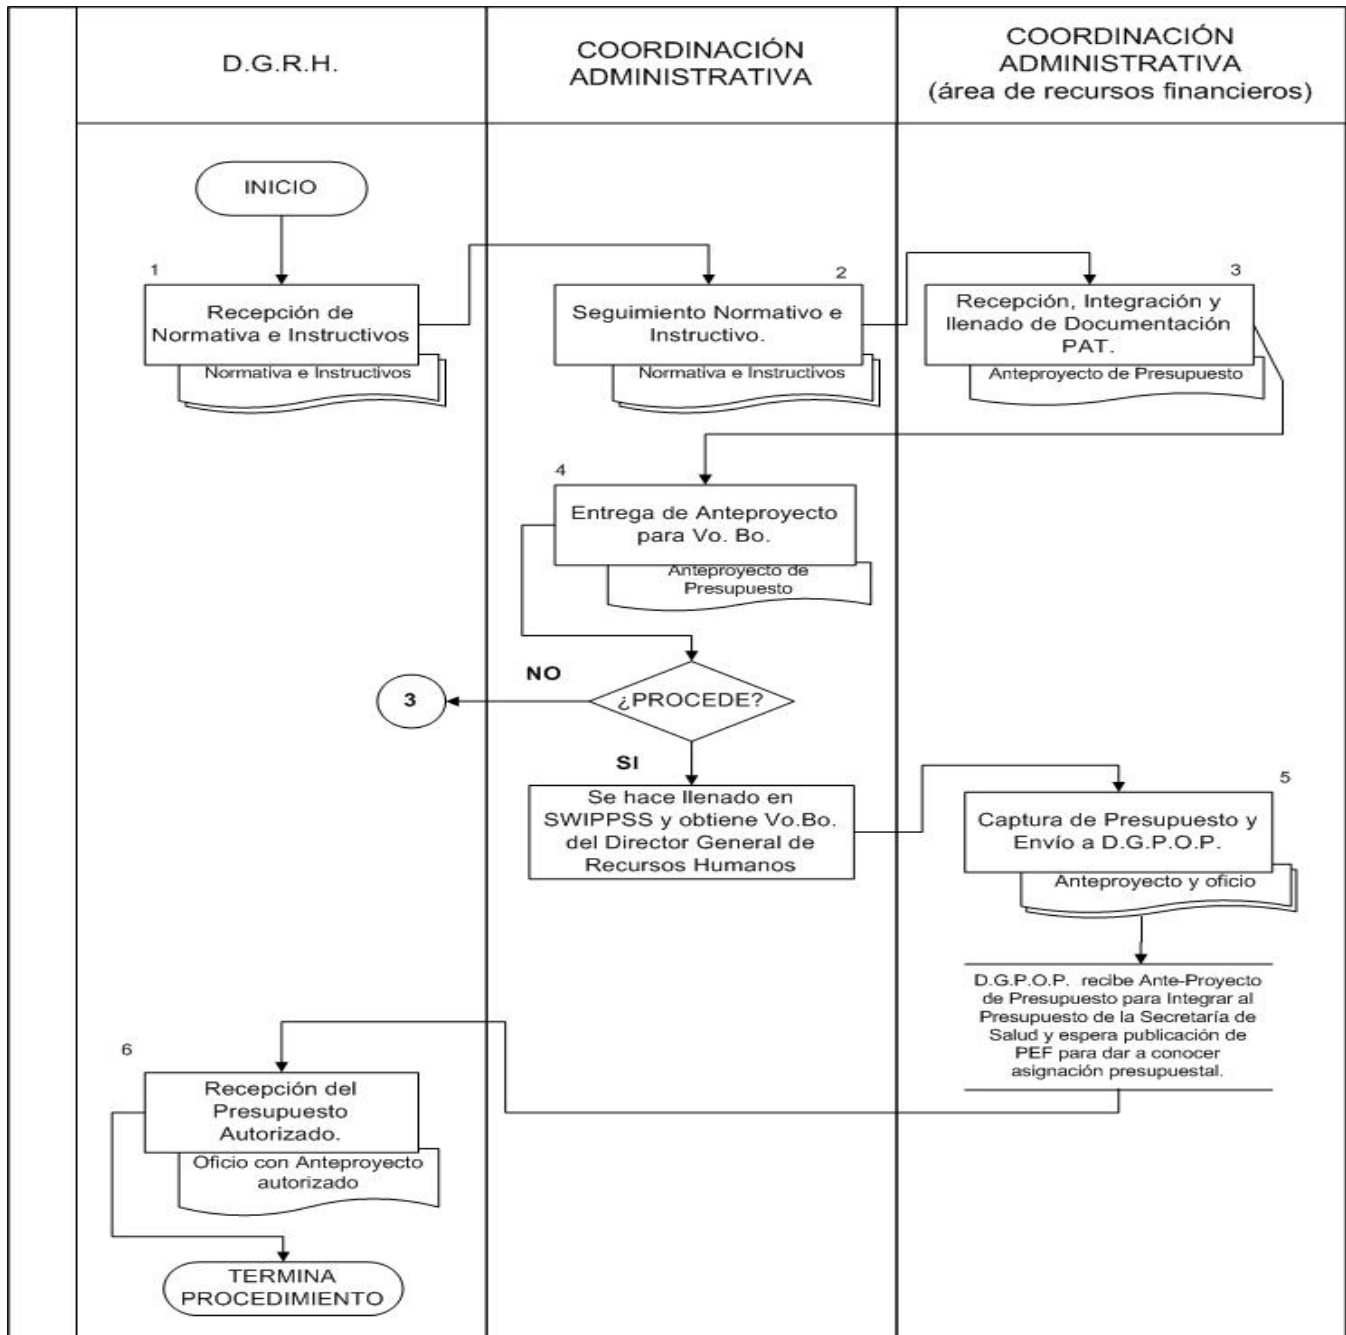 D.G.R.H.
COORDINACIÓN
ADMINISTRATIVA
COORDINACIÓN
ADMINISTRATIVA
(área de recursos financieros)
INICIO
1
Recepción de
Normativa e Instructivos
Normativa e Instructivos
2
Seguimiento Normativo e
Instructivo.
Normativa e Instructivos
3
Recepción, Integración y
llenado de Documentación
PAT.
Anteproyecto de Presupuesto
4
Entrega de Anteproyecto
para Vo. Bo.
Anteproyecto de
Presupuesto
NO
3
¿PROCEDE?
SI
Se hace llenado en
SWIPPSS y obtiene Vo.Bo.
del Director General de
Recursos Humanos
5
Captura de Presupuesto y
Envío a D.G.P.O.P.
Anteproyecto y oficio
D.G.P.O.P. recibe Ante-Proyecto
de Presupuesto para Integrar al
Presupuesto de la Secretaría de
Salud y espera publicación de
PEF para dar a conocer
asignación presupuestal.
6
Recepción del
Presupuesto
Autorizado.
Oficio con Anteproyecto
autorizado
TERMINA
PROCEDIMIENTO